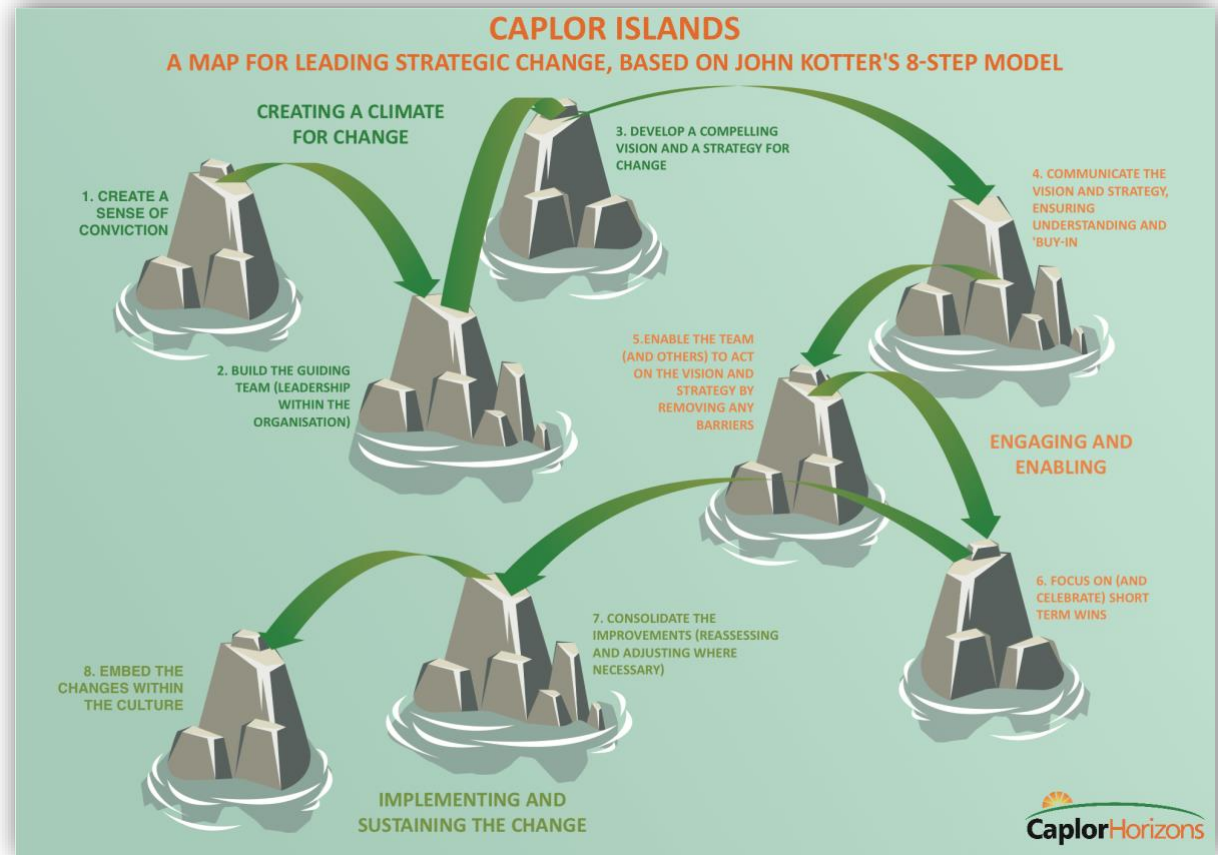 CAPLOR ISLANDS
A MAP FOR LEADING STRATEGIC CHANGE, BASED ON JOHN KOTTER'S 8-STEP MODEL
CREATING A CLIMATE
FOR CHANGE
1. CREATE A
SENSE OF
CONVICTION
2. BUILD THE GUIDING
TEAM (LEADERSHIP
WITHIN THE
ORGANISATION)
3. DEVELOP A COMPELLING
VISION AND A STRATEGY FOR
CHANGE
4. COMMUNICATE THE
VISION AND STRATEGY,
ENSURING
UNDERSTANDING AND
'BUY-IN
5.ENABLE THE TEAM
(AND OTHERS) TO ACT
ON THE VISION AND
STRATEGY BY
REMOVING ANY
BARRIERS
ENGAGING AND
ENABLING
6. FOCUS ON (AND
CELEBRATE) SHORT
TERM WINS
7. CONSOLIDATE THE
IMPROVEMENTS (REASSESSING
AND ADJUSTING WHERE
NECESSARY)
8. EMBED THE
CHANGES WITHIN
THE CULTURE
IMPLEMENTING AND
SUSTAINING THE CHANGE
CaplorHorizons